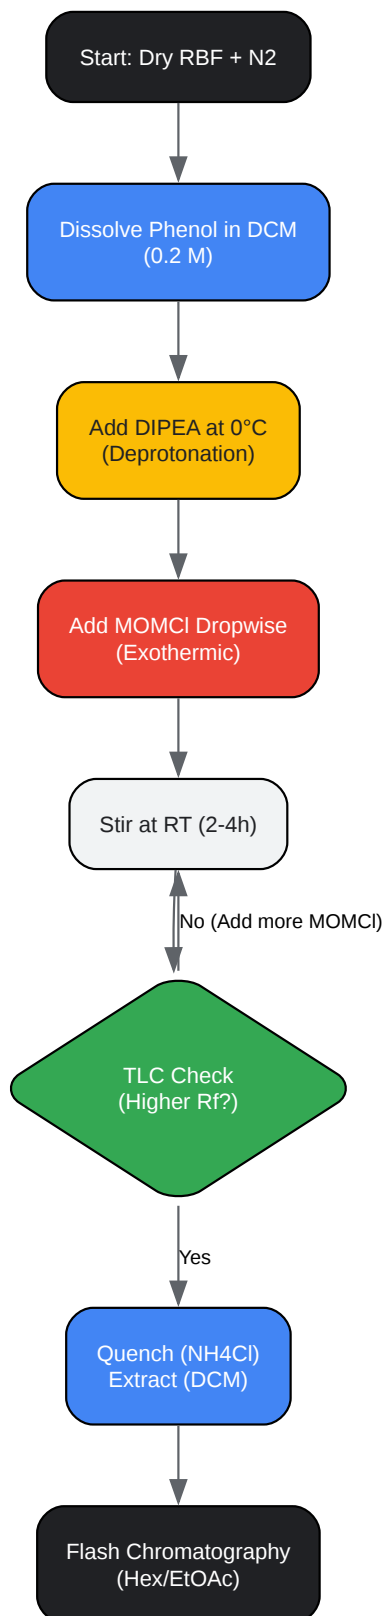 Start: Dry RBF + N2
Dissolve Phenol in DCM
(0.2 M)
Add DIPEA at 0°C
(Deprotonation)
Add MOMCl Dropwise
(Exothermic)
Stir at RT (2-4h)
No (Add more MOMCl)
TLC Check
(Higher Rf?)
Yes
Quench (NH4Cl)
Extract (DCM)
Flash Chromatography
(Hex/EtOAc)